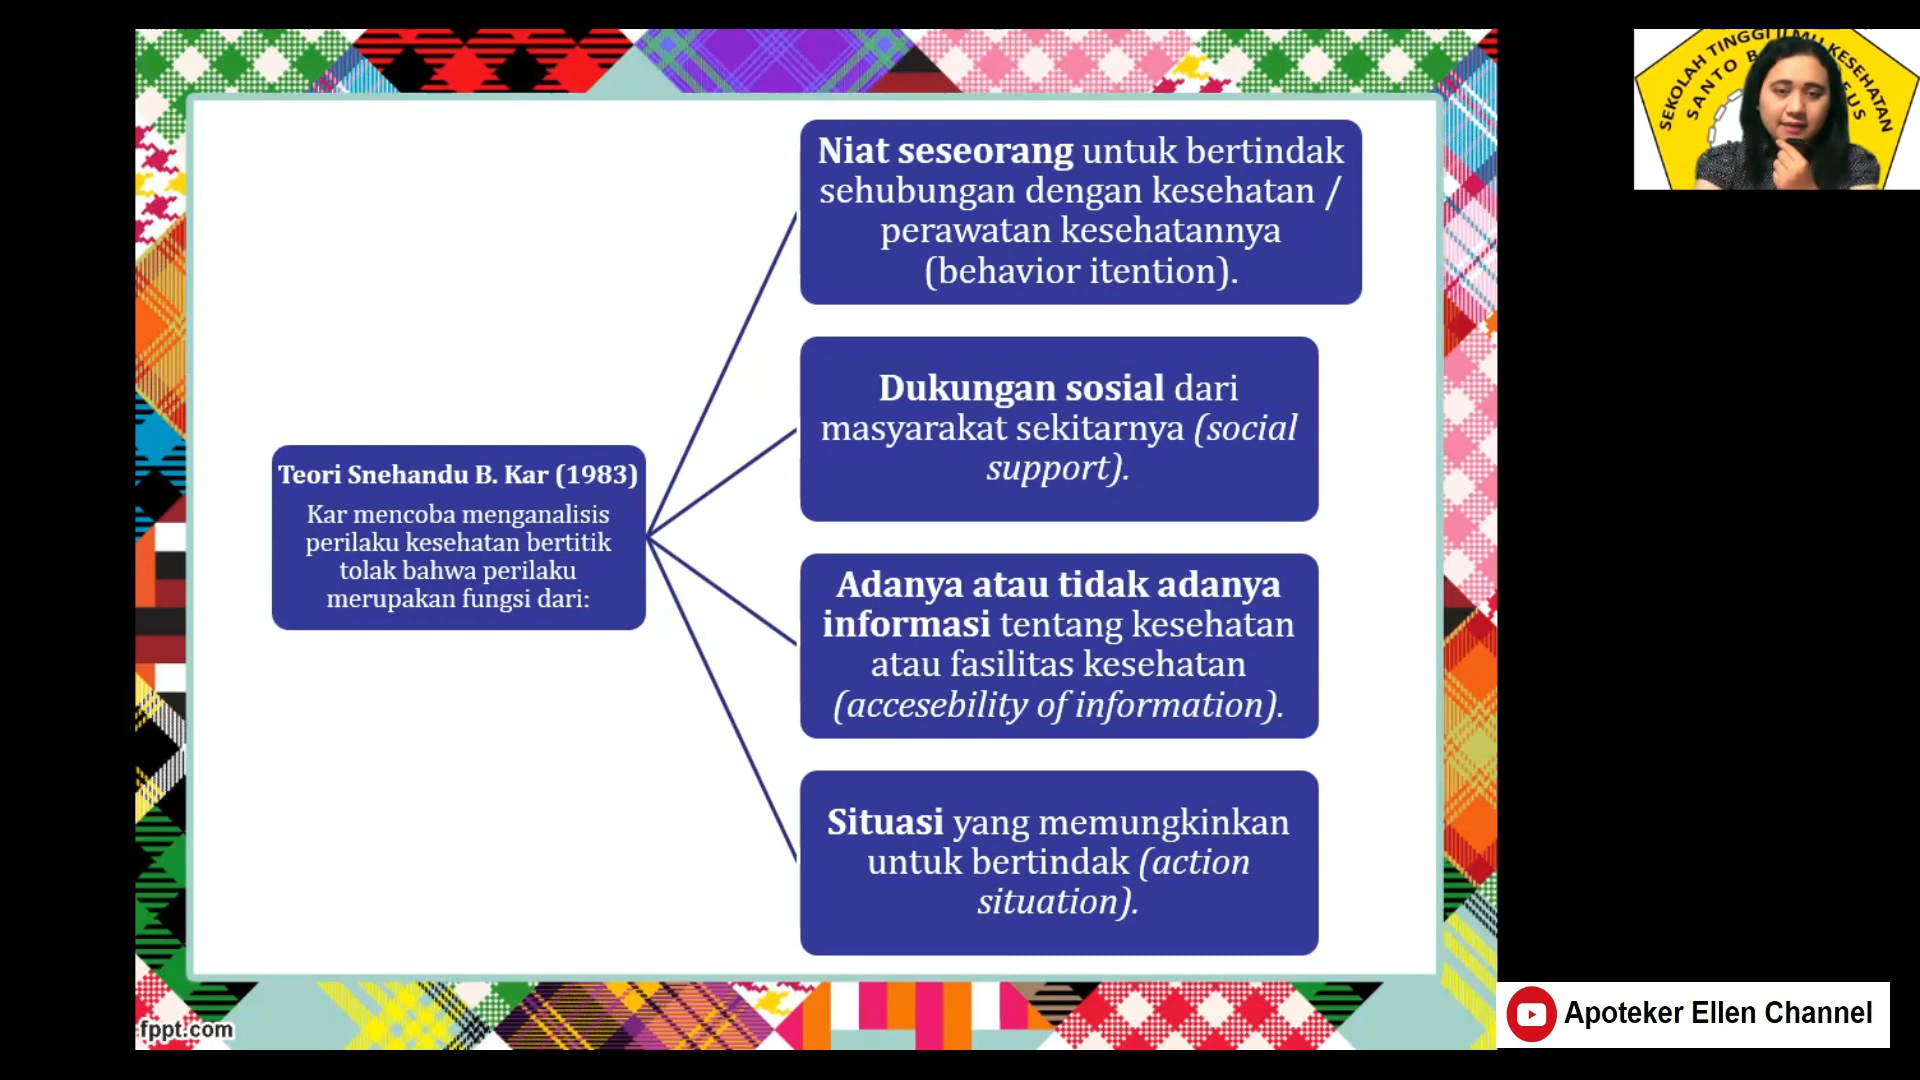 Teori Snehandu B. Kar (1983)
Kar mencoba menganalisis
perilaku kesehatan bertitik
tolak bahwa perilaku
merupakan fungsi dari:
Niat seseorang untuk bertindak
sehubungan dengan kesehatan /
perawatan kesehatannya
(behavior itention).
Dukungan sosial dari
masyarakat sekitarnya (social
support).
Adanya atau tidak adanya
informasi tentang kesehatan
atau fasilitas kesehatan
(accesebility of information).
Situasi yang memungkinkan
untuk bertindak (action
situation).
SEKOLAH TINGGI ILMU KESEHATAN
SANTO B
EUS
fppt.com
Apoteker Ellen Channel